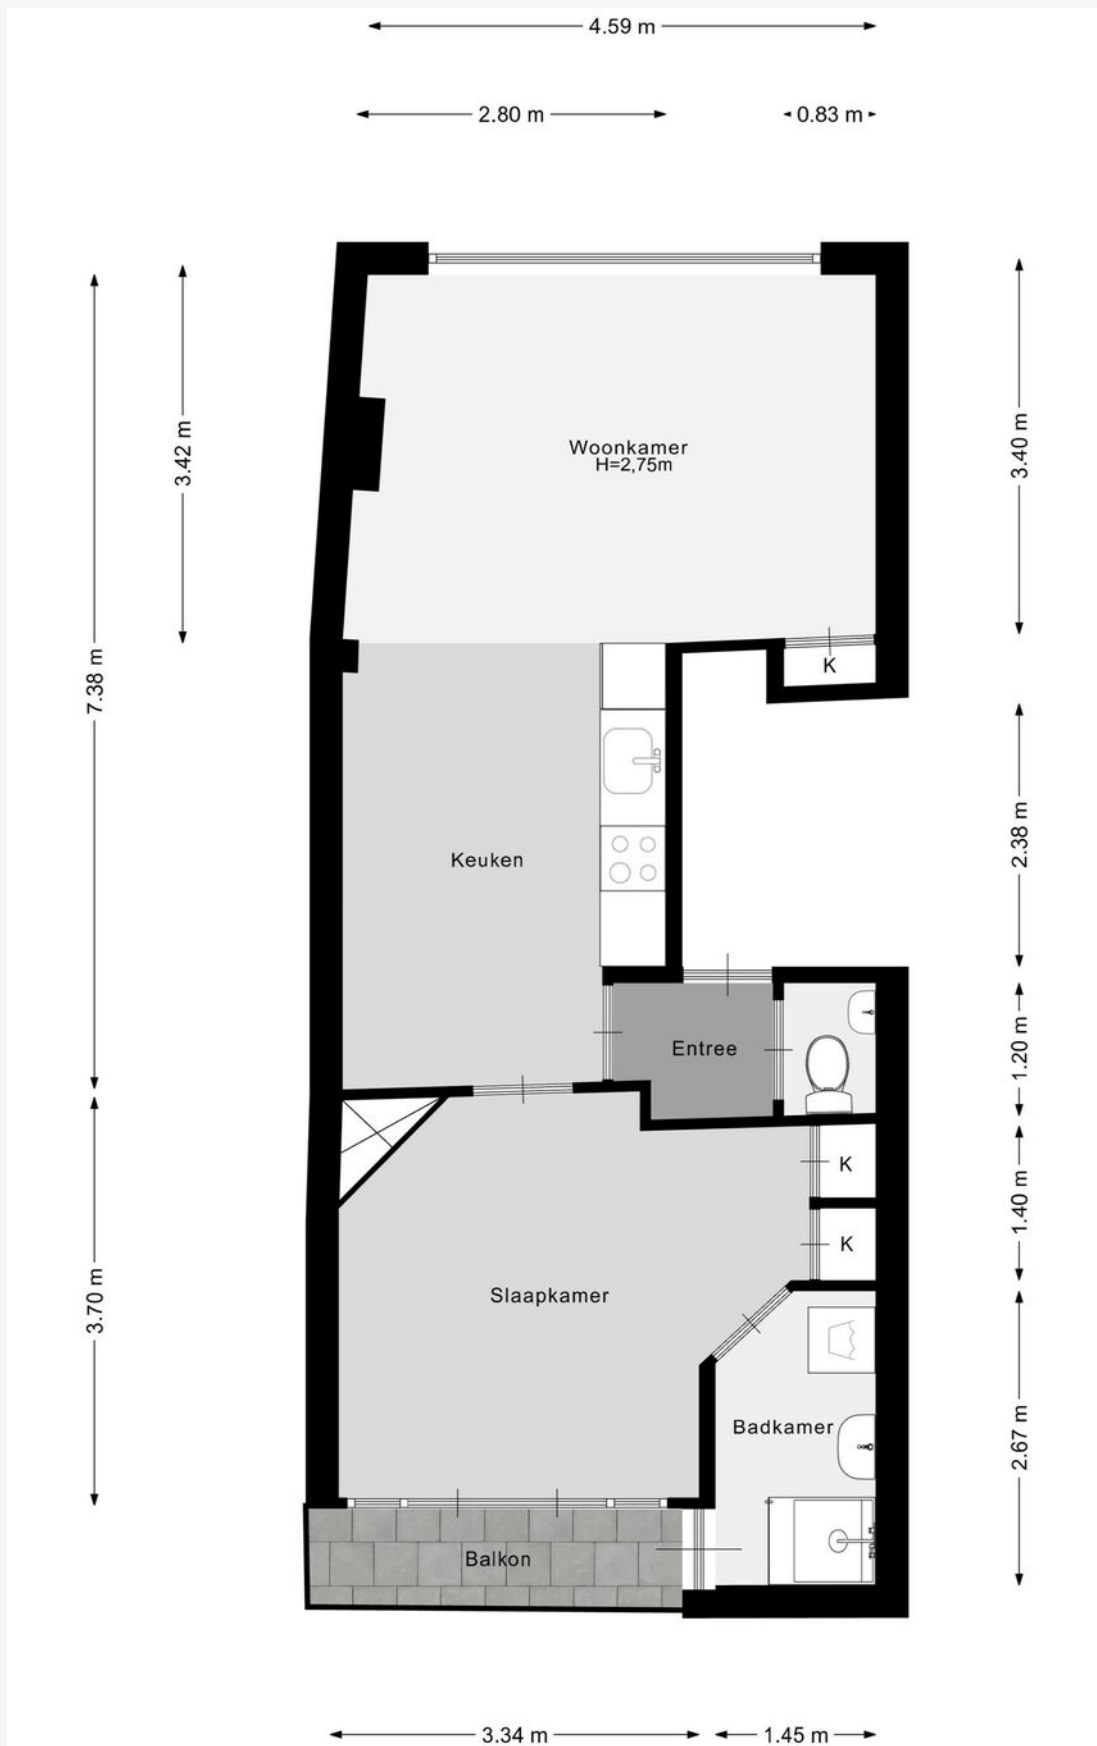 4.59 m
2.80 m
0.83 m
3.42 m
3.40 m
Woonkamer
H=2,75m
7.38 m
K
2.38 m
Keuken
Entree
1.20 m
K
1.40 m
K
Slaapkamer
3.70 m
Badkamer
2.67 m
Balkon
3.34 m
1.45 m